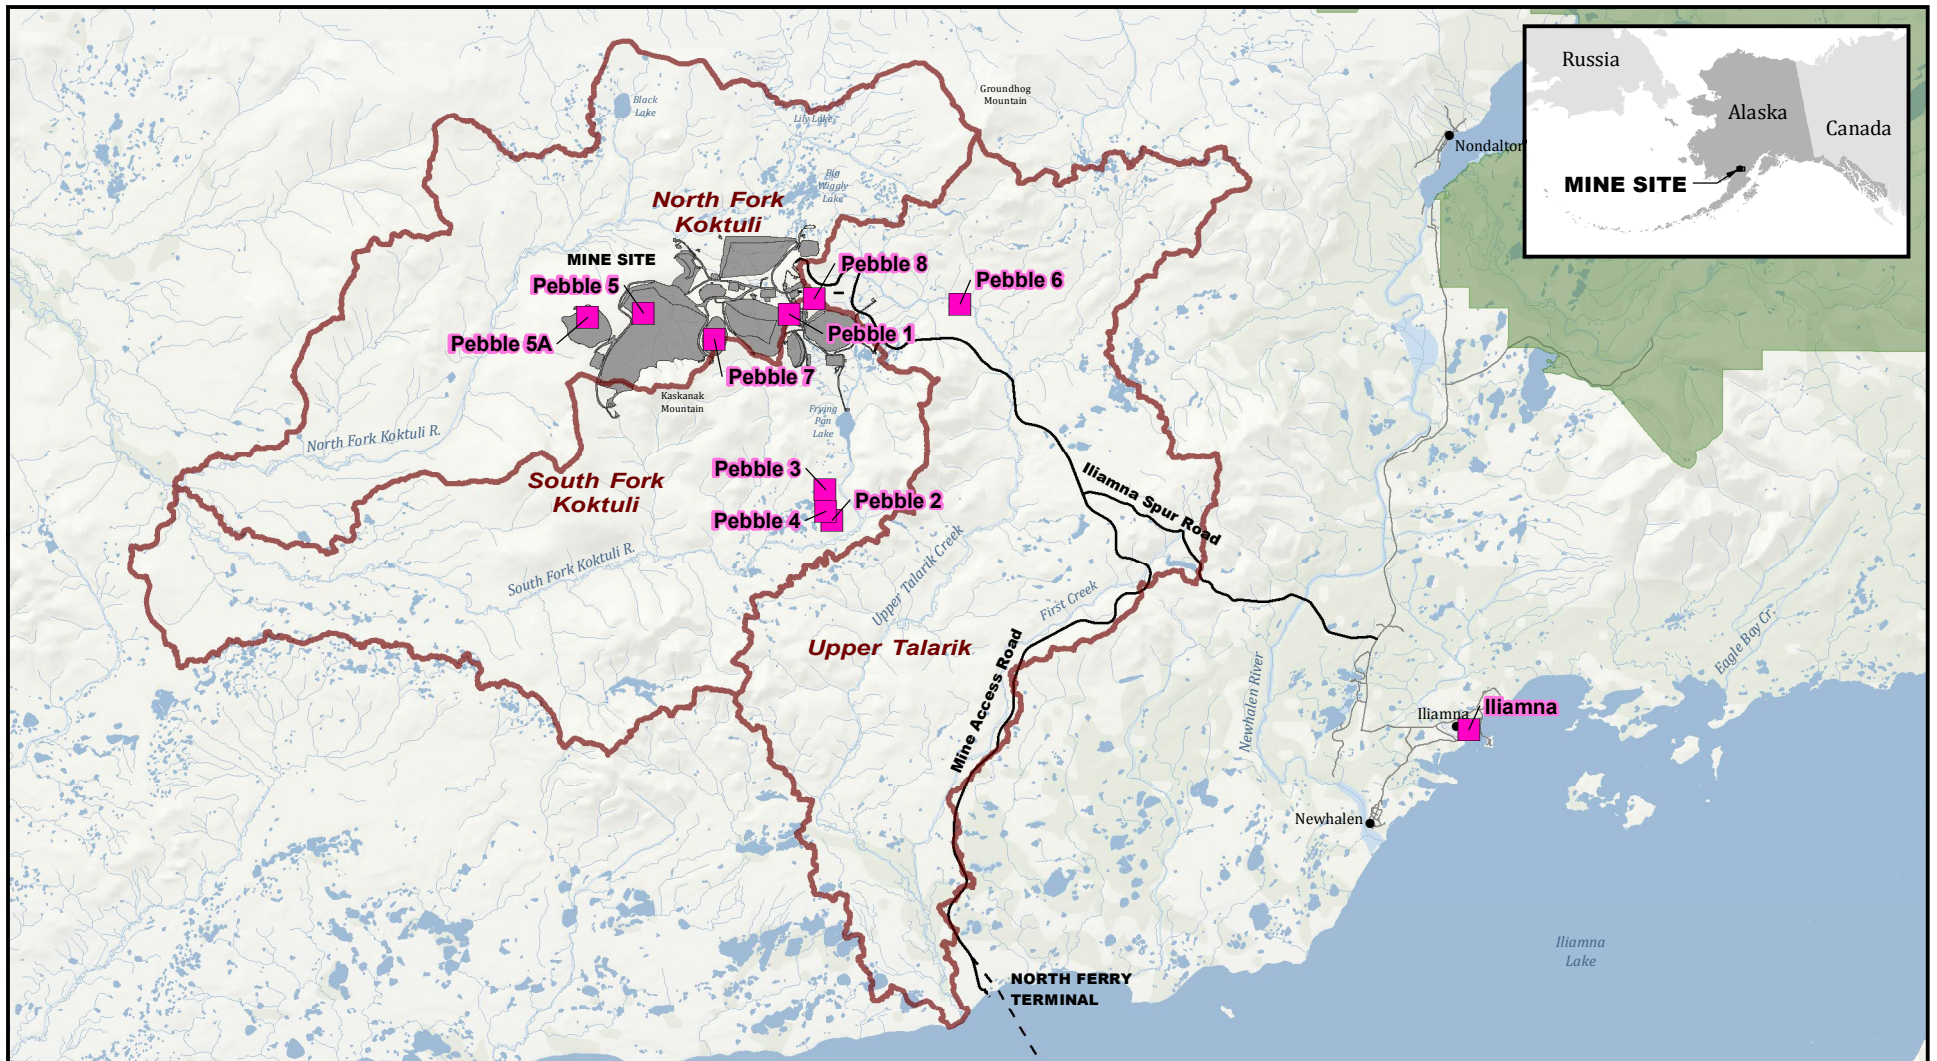 Black
Lake
Lily Lake
Groundhog
Mountain
Nondalton
Russia
Alaska
Canada
MINE SITE
Big
Wiggly
Lake
North Fork
Koktuli
MINE SITE
Pebble 5
Pebble 8
Pebble 6
Pebble 5A
Pebble 1
Pebble 7
Kaskanak
Mountain
Frying
Pan
Lake
North Fork Koktuli R.
South Fork
Koktuli
Pebble 3
Pebble 2
Pebble 4
Iliamna Spur Road
South Fork Koktuli R.
Upper Talarik Creek
First Creek
Upper Talarik
Mine Access Road
Newhalen River
Eagle Bay Cr.
Iliamna
Iliamna
Newhalen
Iliamna
Lake
NORTH FERRY
TERMINAL